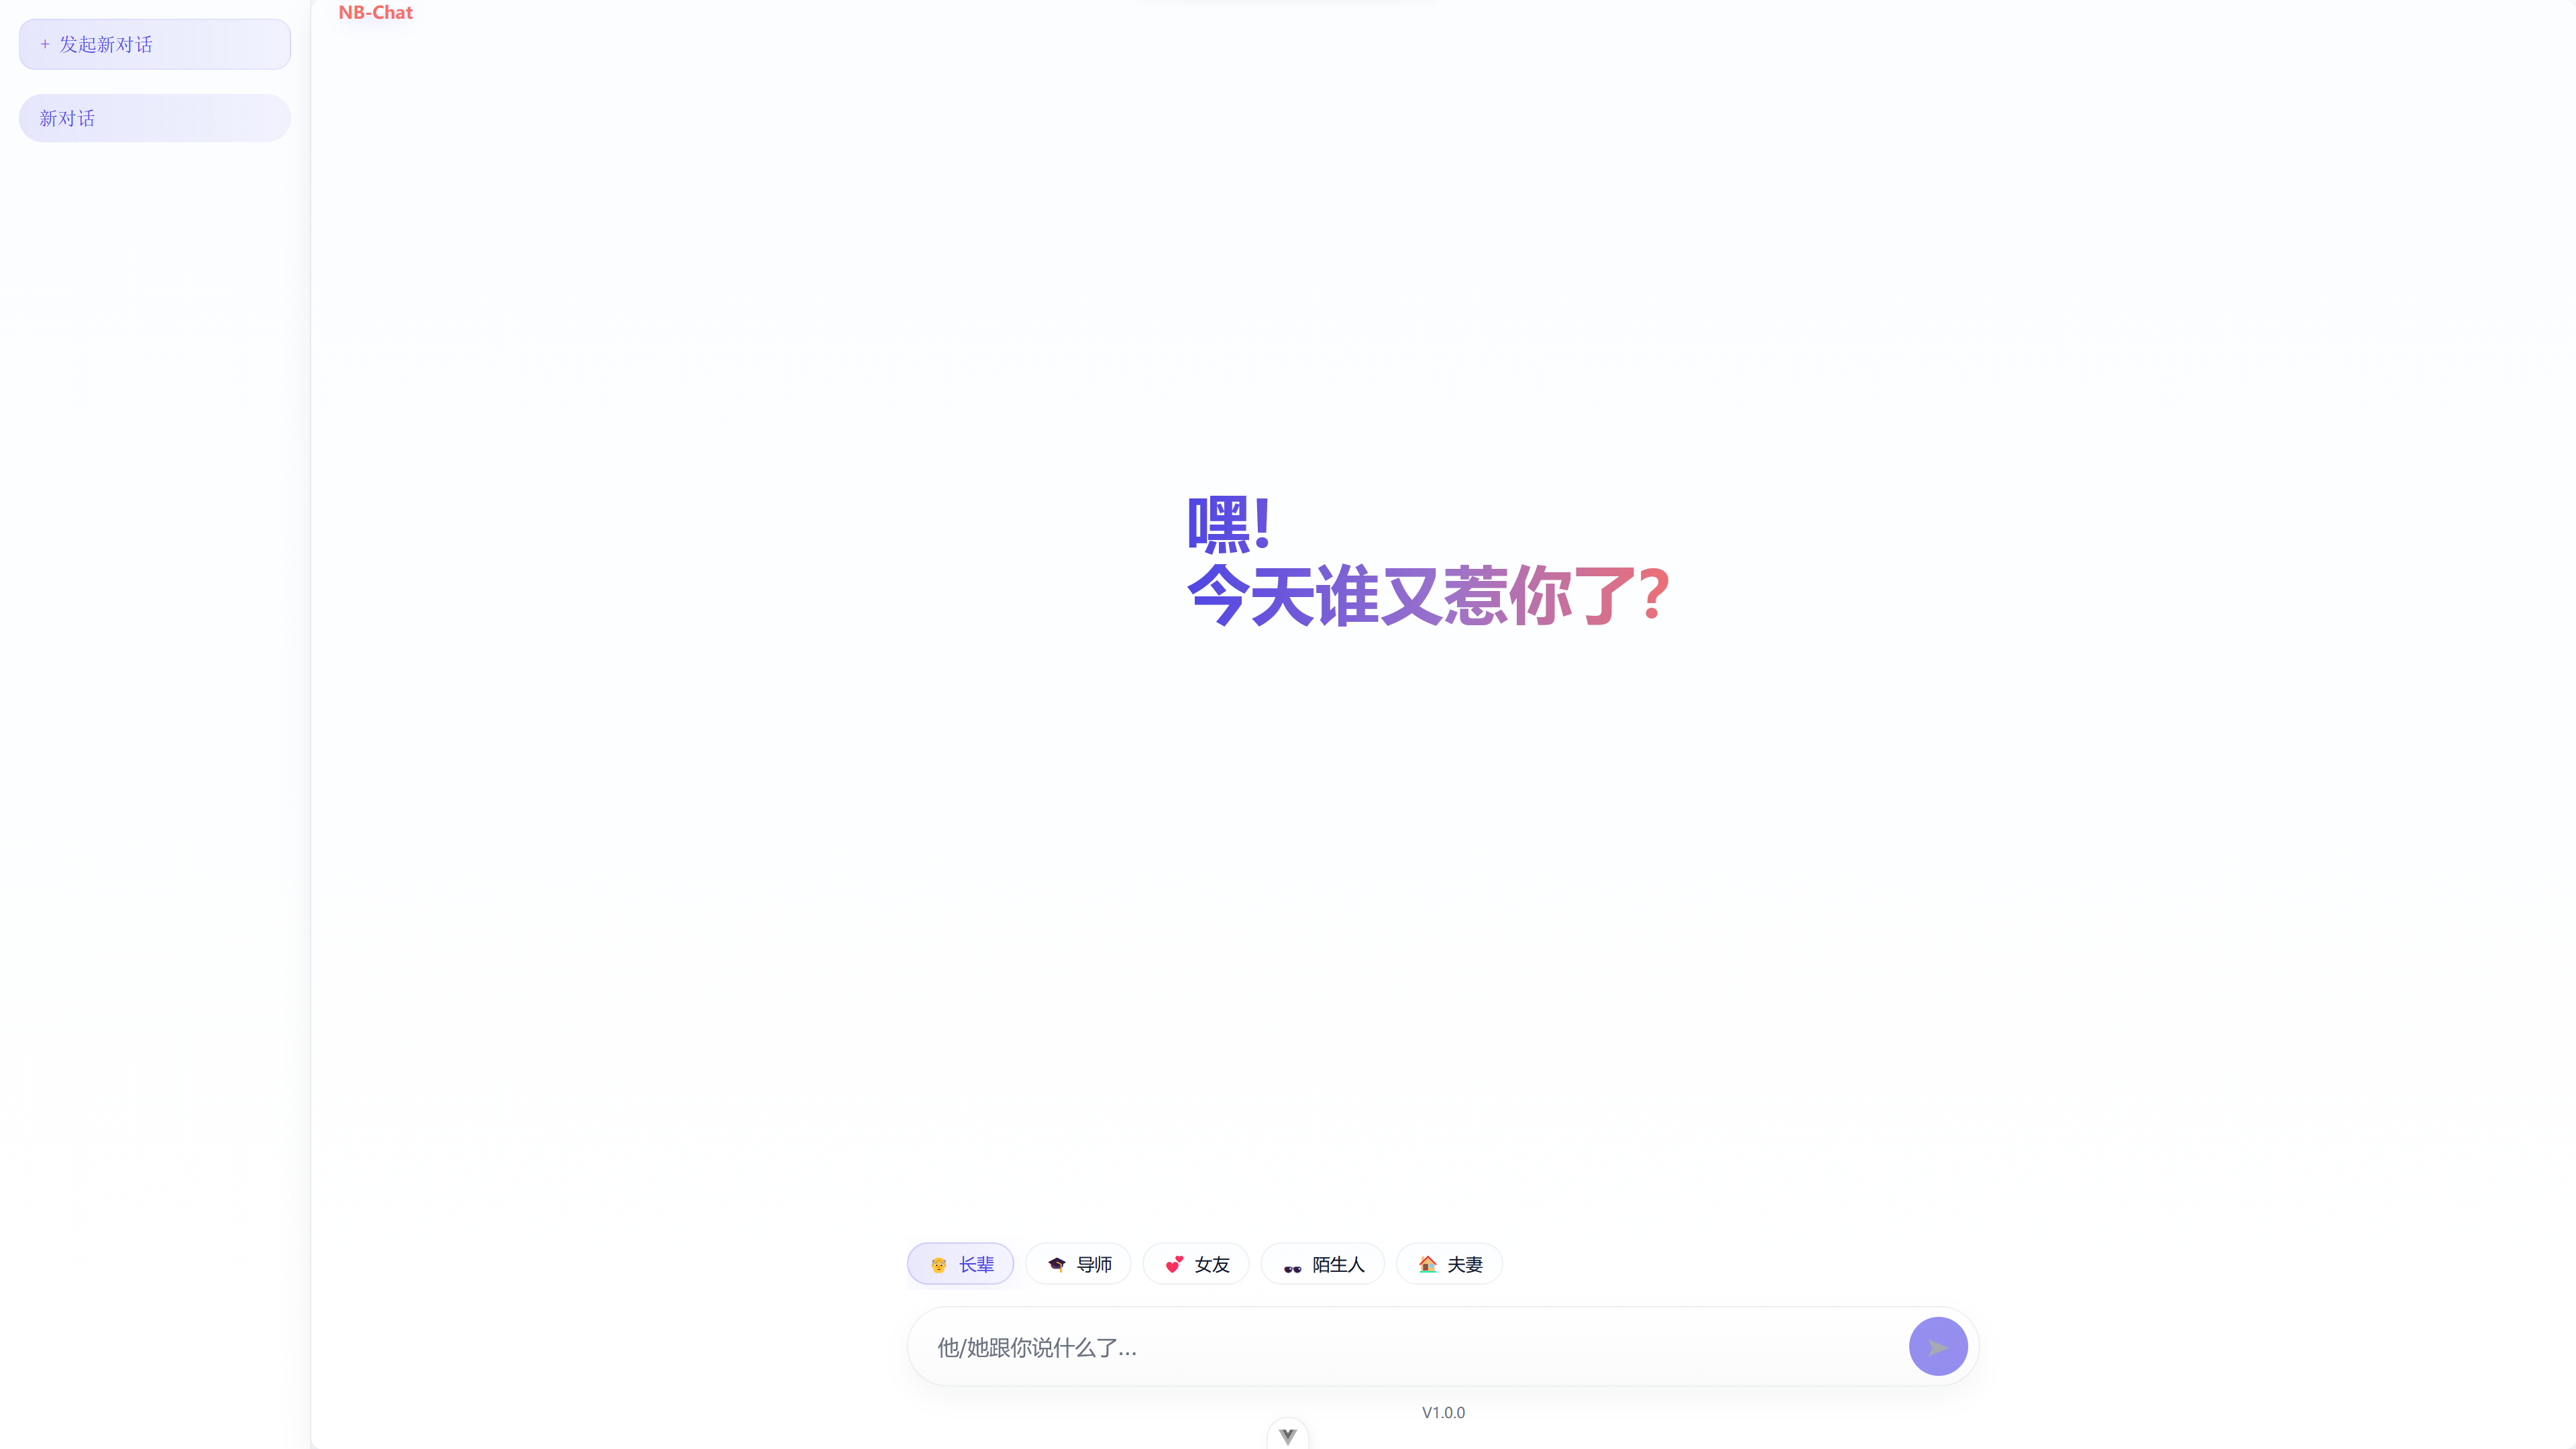 + 发起新对话
新对话
NB-Chat
嘿!
今天谁又惹你了?
长辈
导师
女友
陌生人
夫妻
他/她跟你说什么了...
V1.0.0